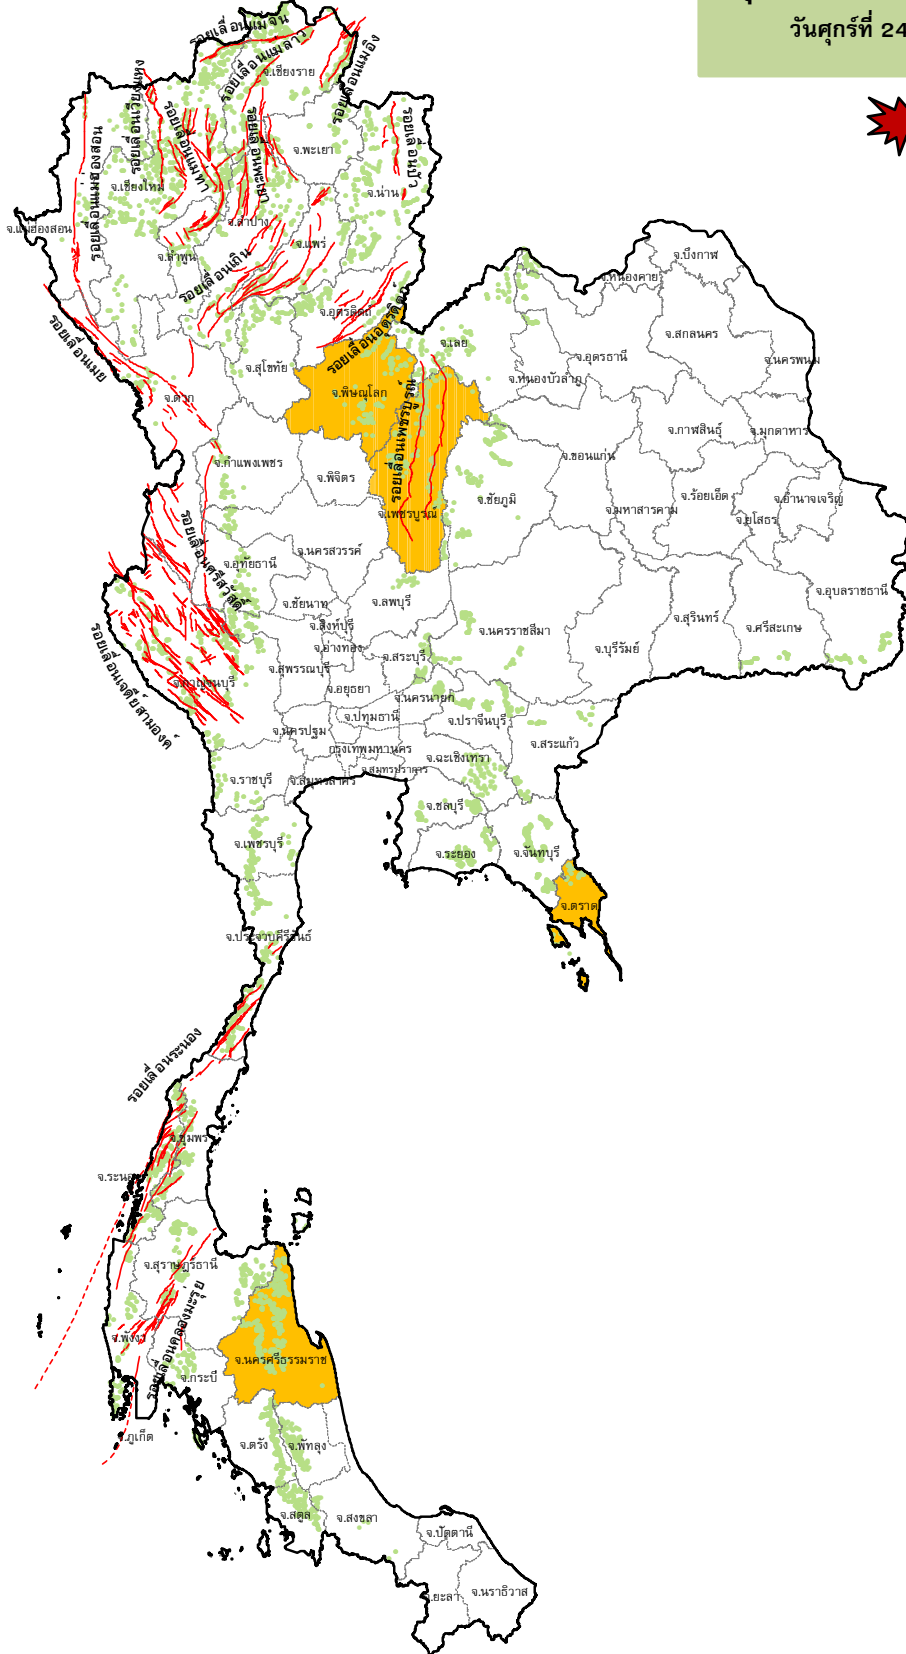 วันศุกร์ที่ 24
รอยเลื่อนแม่จัน
รอยเลื่อนแม่ลาว
รอยเลื่อนแม่อิง
จ.เชียงราย
รอยเลื่อนเวียงแหง
รอยเลื่อนแม่ทา
รอยเลื่อนพะเยา
รอยเลื่อนปัว
รอยเลื่อนแม่ฮ่องสอน
จ.พะเยา
จ.เชียงใหม่
จ.น่าน
จ.แม่ฮ่องสอน
จ.ลำปาง
จ.แพร่
จ.ลำพูน
รอยเลื่อนเถิน
จ.บึงกาฬ
จ.หนองคาย
จ.อุตรดิตถ์
รอยเลื่อนอุตรดิตถ์
รอยเลื่อนเมย
จ.สกลนคร
จ.เลย
จ.อุดรธานี
จ.นครพนม
จ.สุโขทัย
จ.หนองบัวลำภู
จ.ตาก
จ.พิษณุโลก
รอยเลื่อนเพชรบูรณ์
จ.กาฬสินธุ์
จ.มุกดาหาร
จ.กำแพงเพชร
จ.ขอนแก่น
จ.พิจิตร
จ.ชัยภูมิ
จ.ร้อยเอ็ด
จ.อำนาจเจริญ
จ.เพชรบูรณ์
จ.มหาสารคาม
จ.ยโสธร
รอยเลื่อนศรีสวัสดิ์
จ.นครสวรรค์
จ.อุทัยธานี
จ.อุบลราชธานี
จ.ชัยนาท
จ.ลพบุรี
จ.สิงห์บุรี
จ.นครราชสีมา
จ.สุรินทร์
จ.ศรีสะเกษ
จ.อ่างทอง
จ.บุรีรัมย์
จ.สระบุรี
จ.สุพรรณบุรี
รอยเลื่อนเจดีย์สามองค์
จ.กาญจนบุรี
จ.อยุธยา
จ.นครนายก
จ.ปทุมธานี
จ.ปราจีนบุรี
จ.นครปฐม
จ.สระแก้ว
กรุงเทพมหานคร
จ.ฉะเชิงเทรา
จ.สมุทรปราการ
จ.ราชบุรี
จ.สมุทรสาคร
จ.ชลบุรี
จ.เพชรบุรี
จ.ระยอง
จ.จันทบุรี
จ.ตราด
จ.ประจวบคีรีขันธ์
รอยเลื่อนระนอง
จ.ชุมพร
จ.ระนอง
จ.สุราษฎร์ธานี
รอยเลื่อนคลองมะรุ่ย
จ.พังงา
จ.นครศรีธรรมราช
จ.กระบี่
จ.ภูเก็ต
จ.ตรัง
จ.พัทลุง
จ.สตูล
จ.สงขลา
จ.ปัตตานี
จ.ยะลา
จ.นราธิวาส